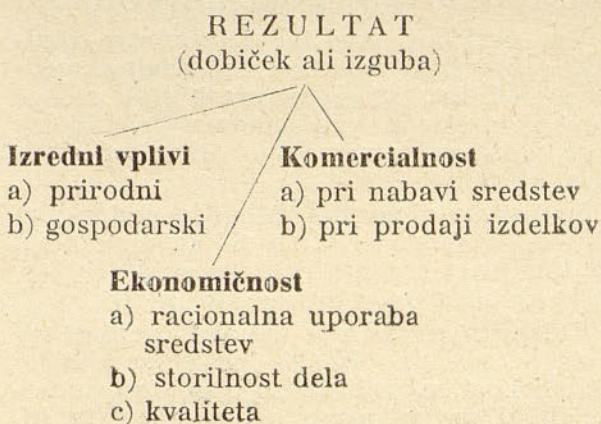 REZULTAT
(dobiček ali izguba)
Izredni vplivi
a) prirodni
b) gospodarski
Komercialnost
a) pri nabavi sredstev
b) pri prodaji izdelkov
Ekonomičnost
a) racionalna uporaba
sredstev
b) storilnost dela
c) kvaliteta